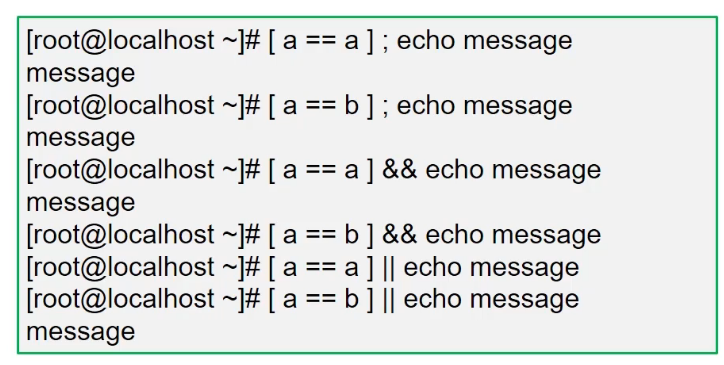 [root@localhost ~]# [ a == a ] ; echo message
message
[root@localhost ~]# [ a == b ] ; echo message
message
[root@localhost ~]# [ a == a ] && echo message
message
[root@localhost ~]# [ a == b ] && echo message
[root@localhost ~]# [ a == a ] || echo message
[root@localhost ~]# [ a == b ] || echo message
message